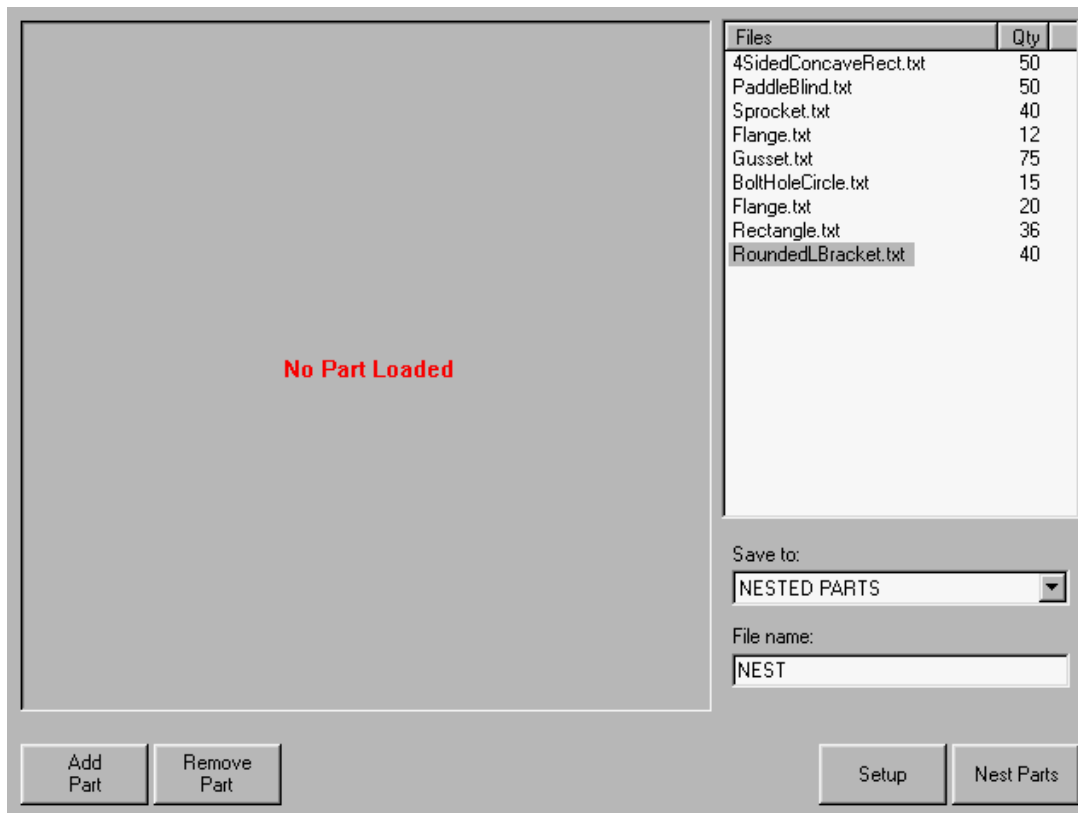 Files Qty
4SidedConcaveRect.txt 50
PaddleBlind.txt 50
Sprocket.txt 40
Flange.txt 12
Gusset.txt 75
BoltHoleCircle.txt 15
Flange.txt 20
Rectangle.txt 36
RoundedLBracket.txt 40
No Part Loaded
Save to:
NESTED PARTS
File name:
NEST
Add
Part
Remove
Part
Setup
Nest Parts